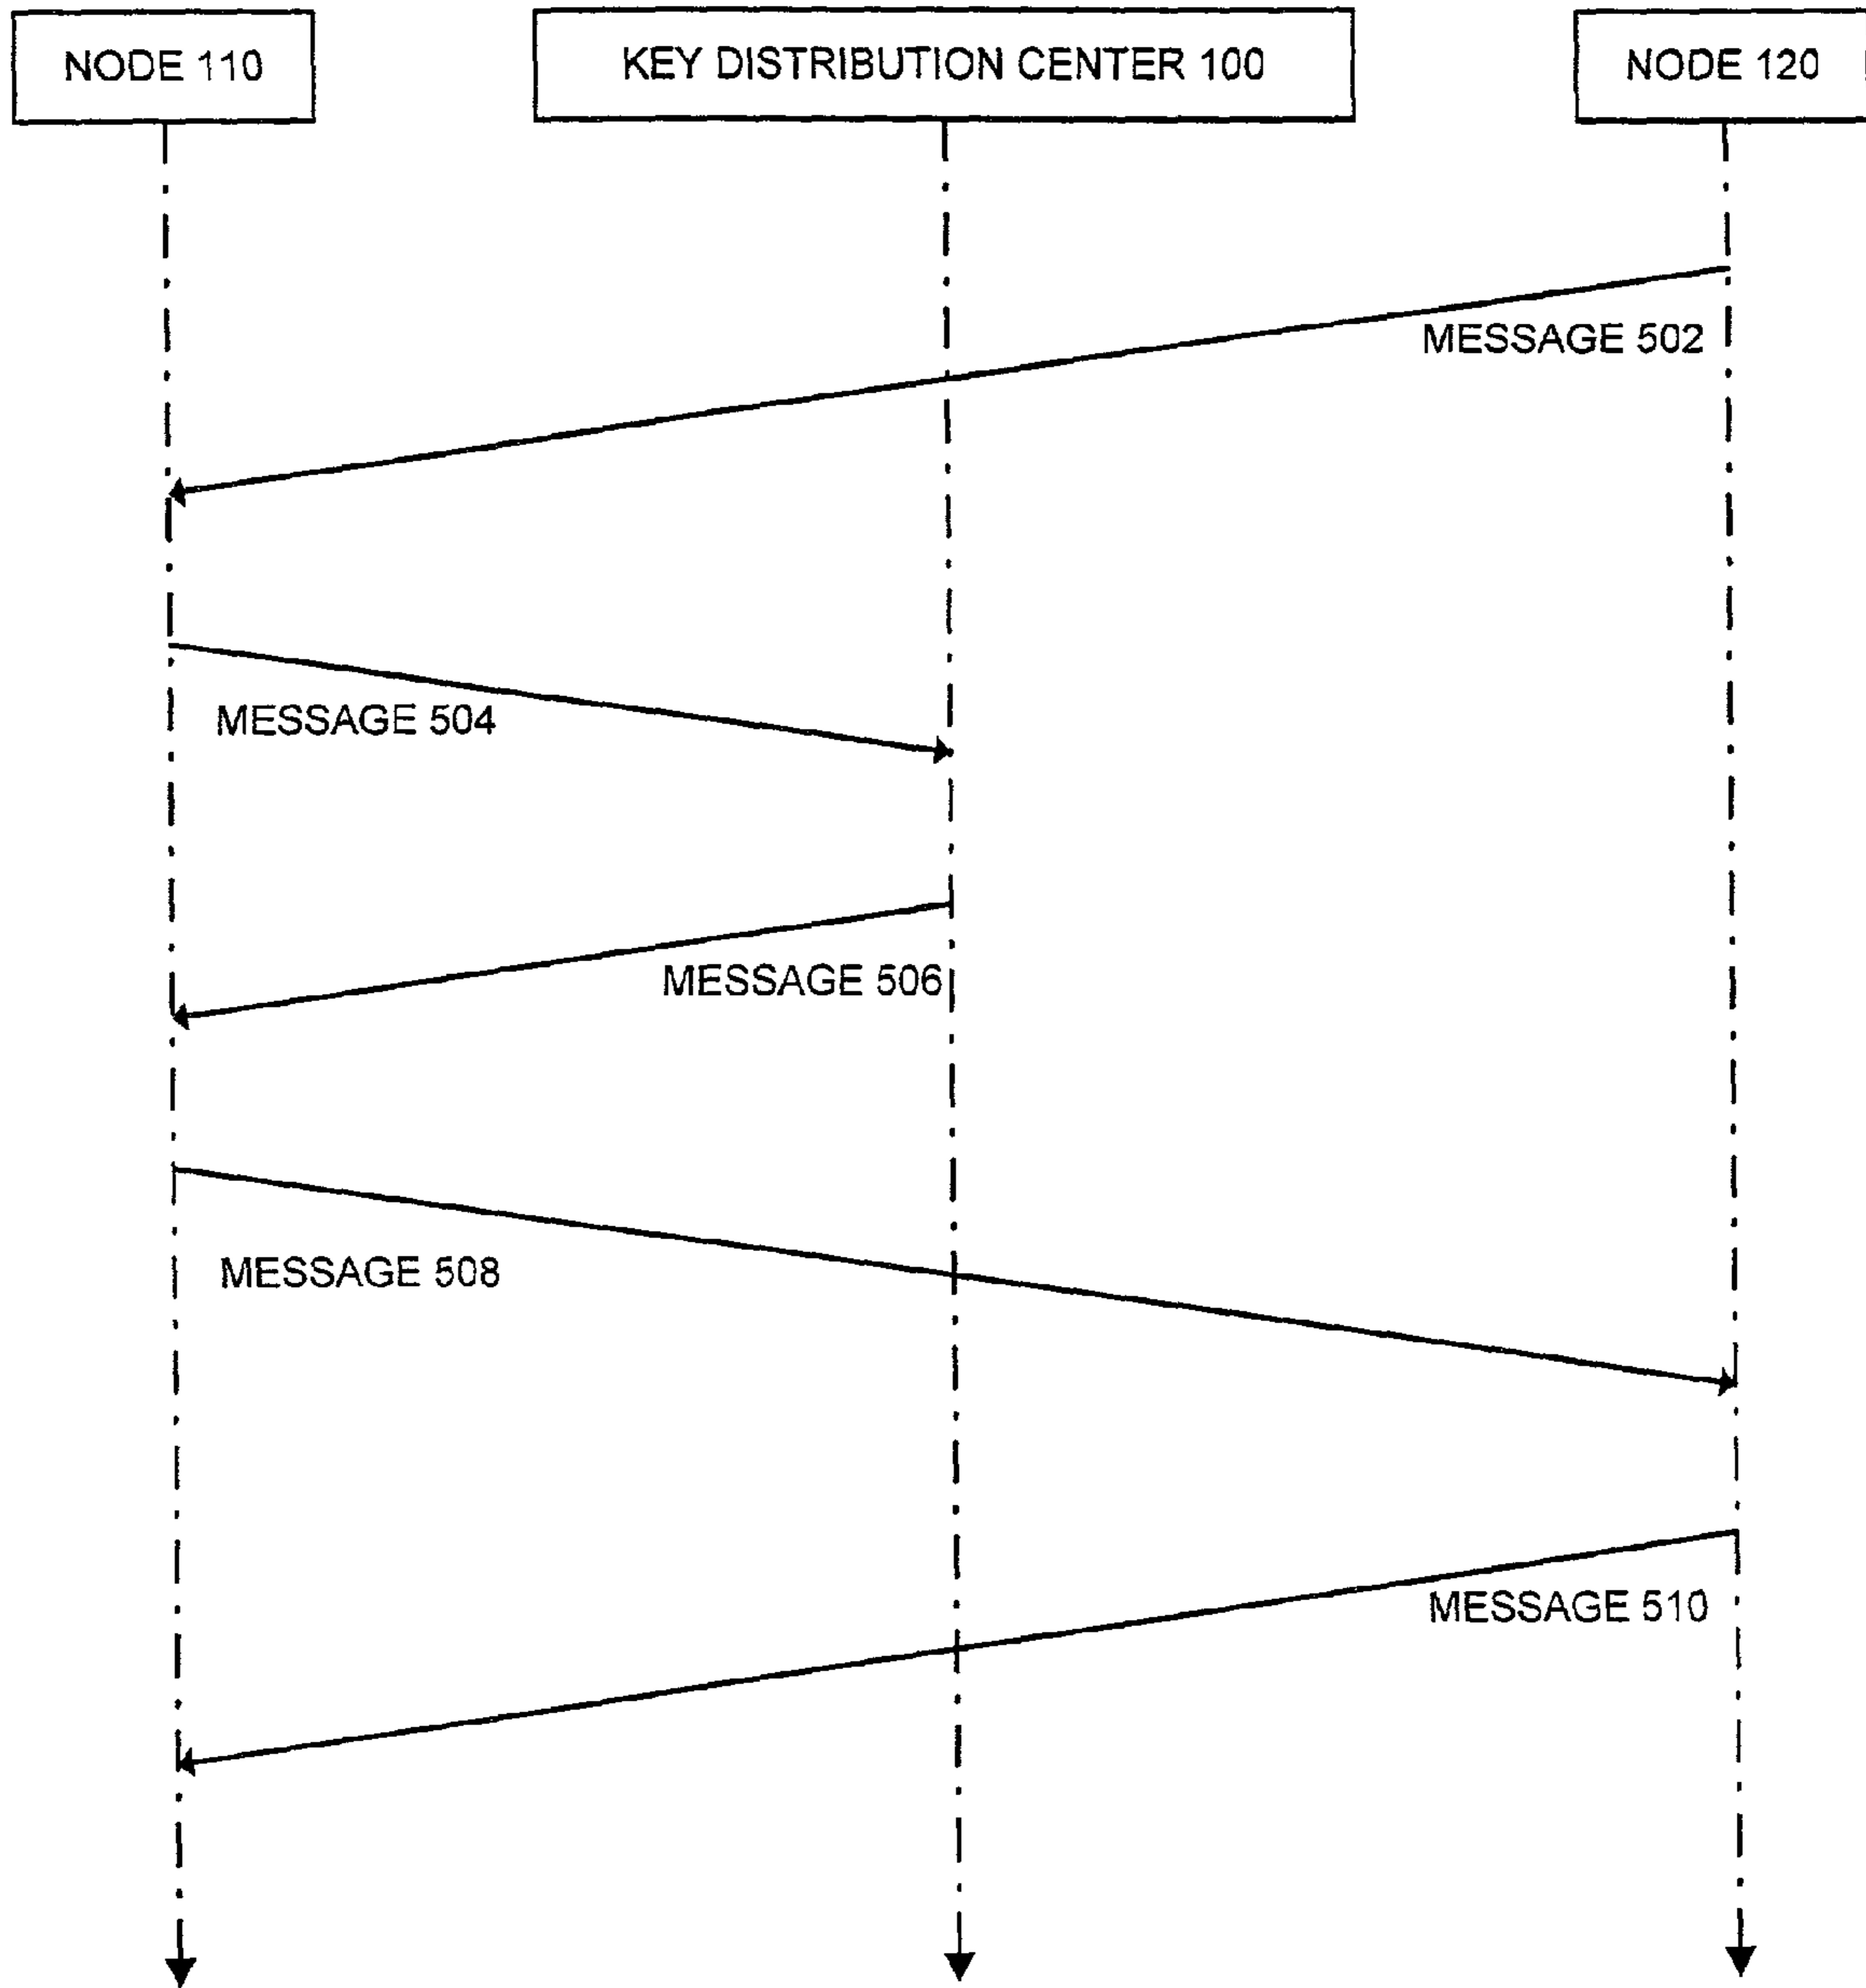 NODE 110
KEY DISTRIBUTION CENTER 100
NODE 120
MESSAGE 502
MESSAGE 504
MESSAGE 506
MESSAGE 508
MESSAGE 510